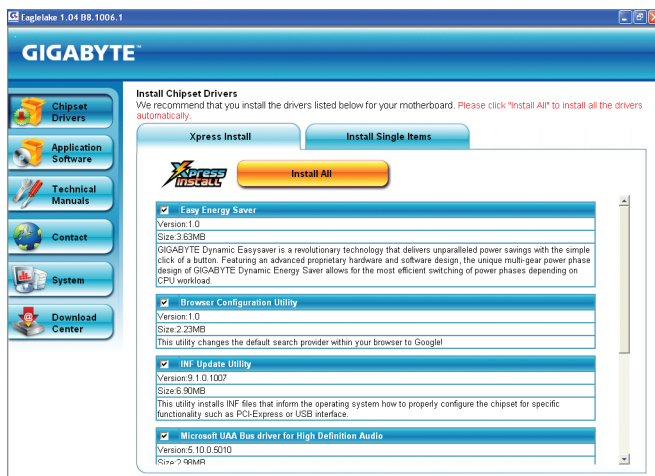 Eaglelake 1.04 B8.1006.1
GIGABYTE™
Chipset
Drivers
Application
Software
Technical
Manuals
Contact
System
Download
Center
Install Chipset Drivers
We recommend that you install the drivers listed below for your motherboard. Please click "Install All" to install all the drivers
automatically.
Xpress Install
Install Single Items
Xpress
INSTALL
Install All
Easy Energy Saver
Version:1.0
Size:3.63MB
GIGABYTE Dynamic Easysaver is a revolutionary technology that delivers unparalleled power savings with the simple
click of a button. Featuring an advanced proprietary hardware and software design, the unique multi-gear power phase
design of GIGABYTE Dynamic Energy Saver allows for the most efficient switching of power phases depending on
CPU workload.
Browser Configuration Utility
Version:1.0
Size:2.23MB
This utility changes the default search provider within your browser to Google!
INF Update Utility
Version:9.1.0.1007
Size:6.90MB
This utility installs INF files that inform the operating system how to properly configure the chipset for specific
functionality such as PCI-Express or USB interface.
Microsoft UAA Bus driver for High Definition Audio
Version:5.10.0.5010
Size:2.98MB